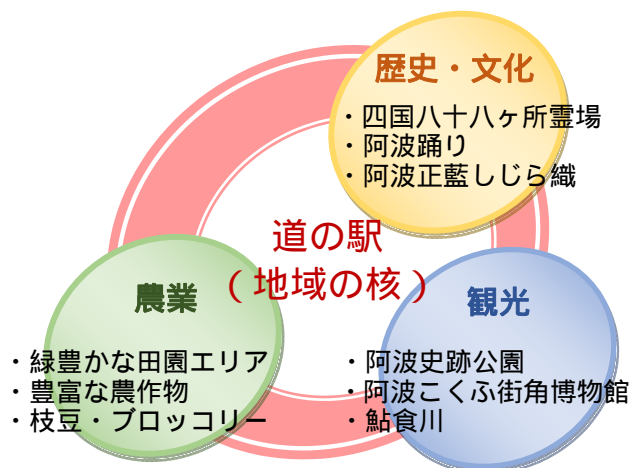 歴史・文化
・四国八十八ヶ所霊場
・阿波踊り
・阿波正藍しじら織
道の駅
（地域の核）
農業
・緑豊かな田園エリア
・豊富な農作物
・枝豆・ブロッコリー
観光
・阿波史跡公園
・阿波こくふ街角博物館
・鮎食川